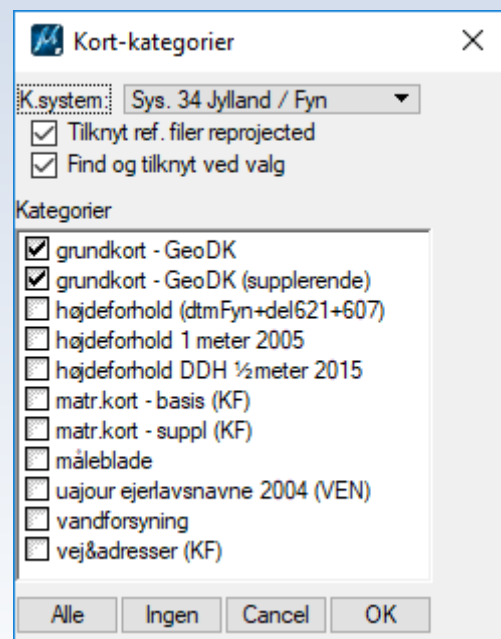 Kort-kategorier
K.system: Sys. 34 Jylland / Fyn
Tilknyt ref. filer reprojected
Find og tilknyt ved valg
Kategorier
grundkort - GeoDK
grundkort - GeoDK (supplerende)
højdeforhold (dtmFyn+del621+607)
højdeforhold 1 meter 2005
højdeforhold DDH ½meter 2015
matr.kort - basis (KF)
matr.kort - suppl (KF)
måleblade
uajour ejerlavsnavne 2004 (VEN)
vandforsyning
vej&adresser (KF)
Alle Ingen Cancel OK